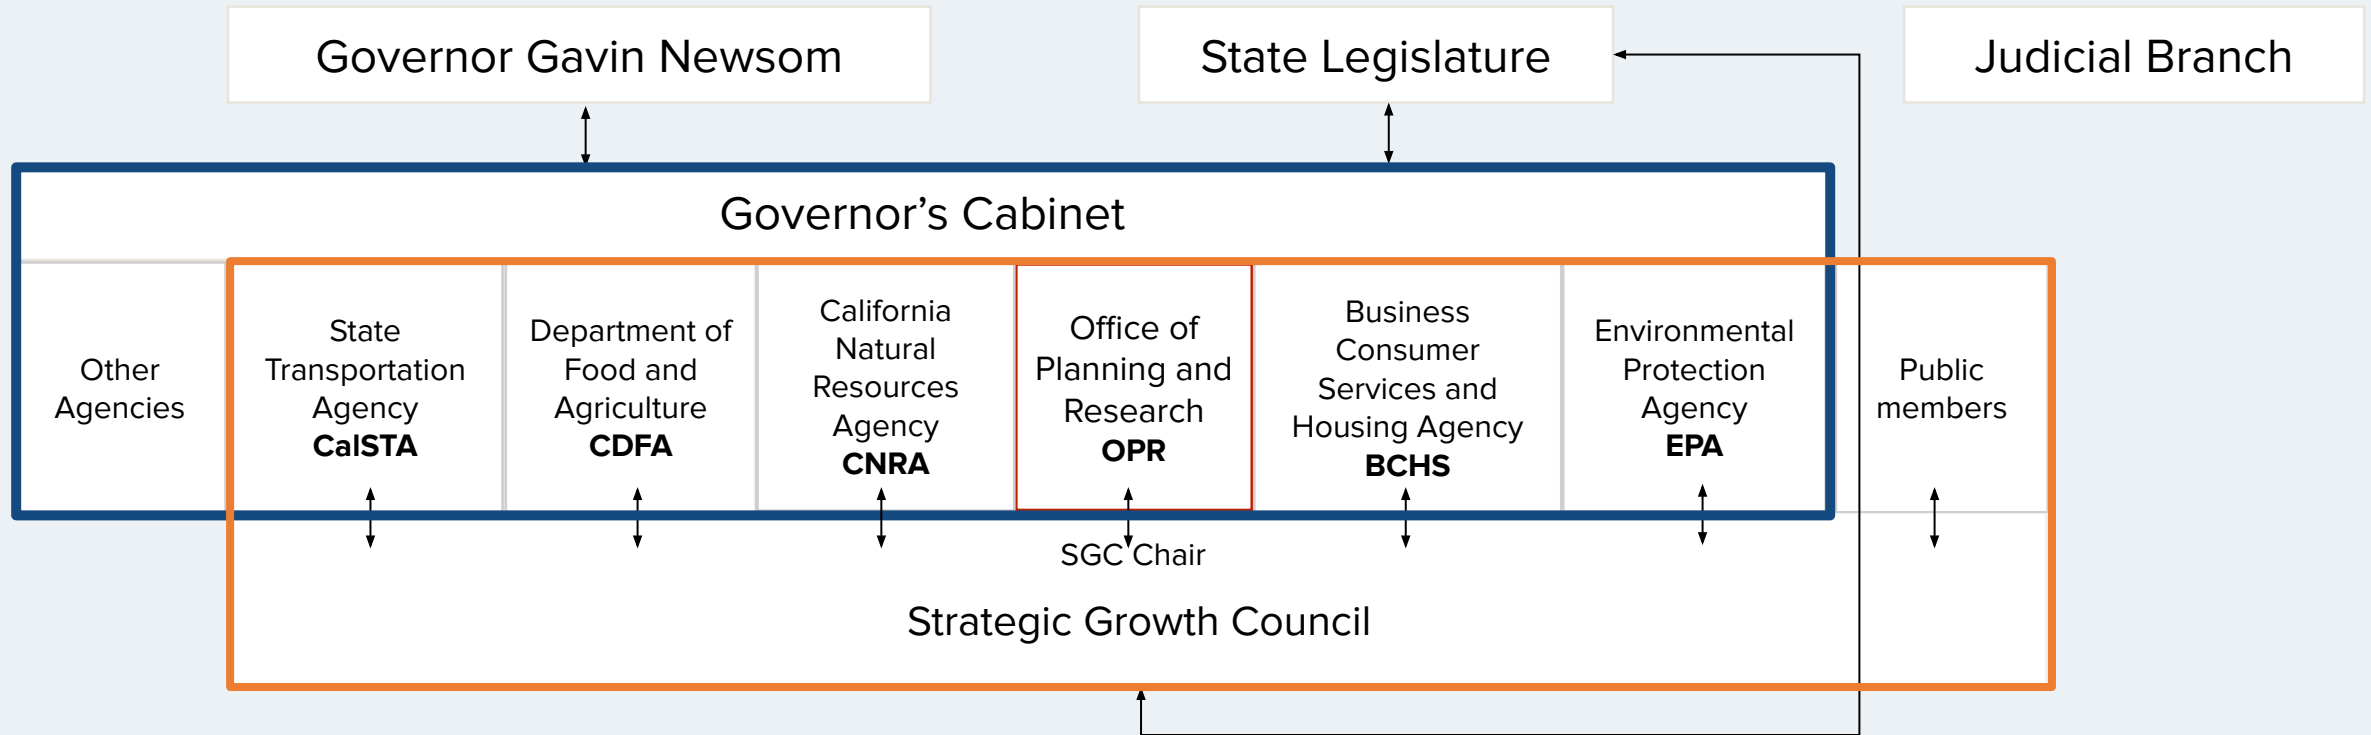 Governor Gavin Newsom
State Legislature
Judicial Branch
Governor’s Cabinet
Other
Agencies
State
Transportation
Agency
CalSTA
Department of
Food and
Agriculture
CDFA
California
Natural
Resources
Agency
CNRA
Office of
Planning and
Research
OPR
Business
Consumer
Services and
Housing Agency
BCHS
Environmental
Protection
Agency
EPA
Public
members
SGC Chair
Strategic Growth Council